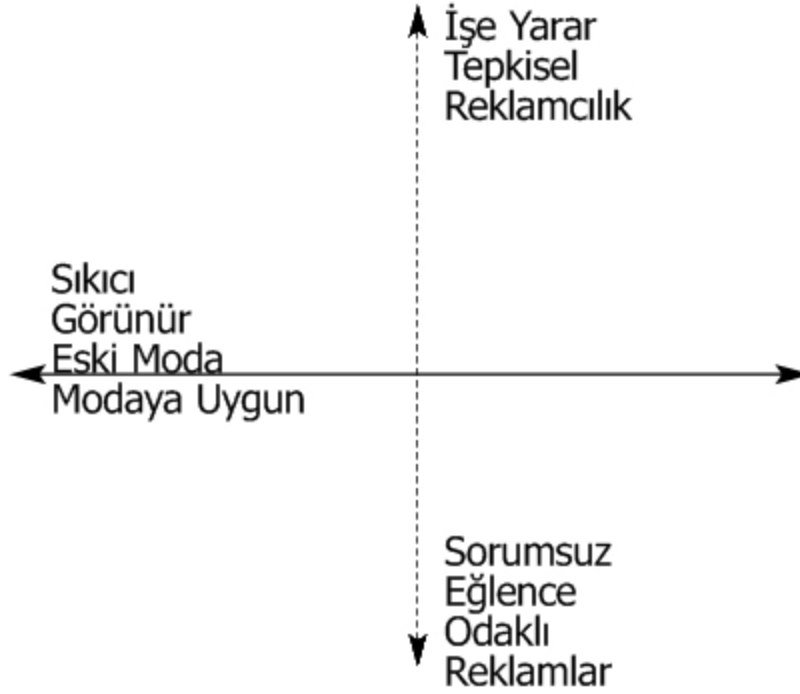 İşe Yarar
Tepkisel
Reklamcılık
Sıkıcı
Görünür
Eski Moda
Modaya Uygun
Sorumsuz
Eğlence
Odaklı
Reklamlar